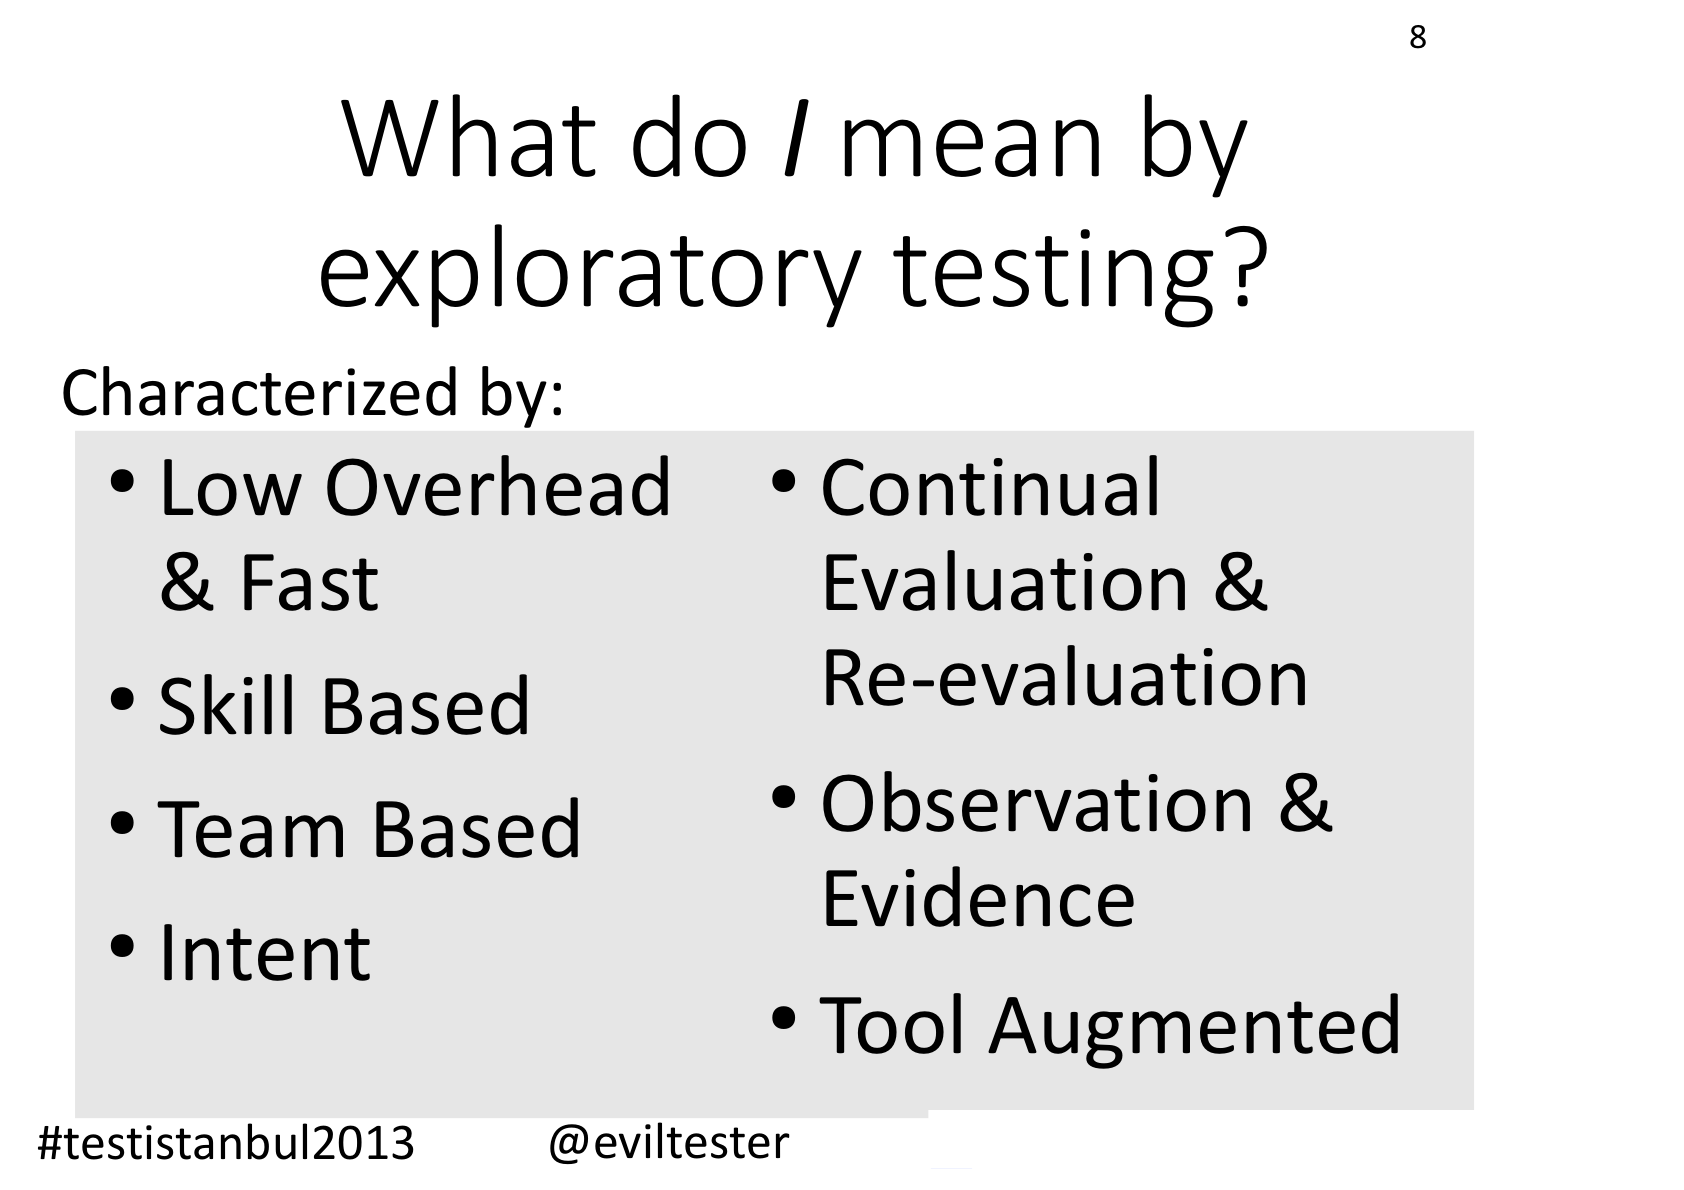 8
What do I mean by
exploratory testing?
Characterized by:
• Low Overhead
& Fast
• Skill Based
• Team Based
• Intent
• Continual
Evaluation &
Re-evaluation
• Observation &
Evidence
• Tool Augmented
#testistanbul2013
@eviltester